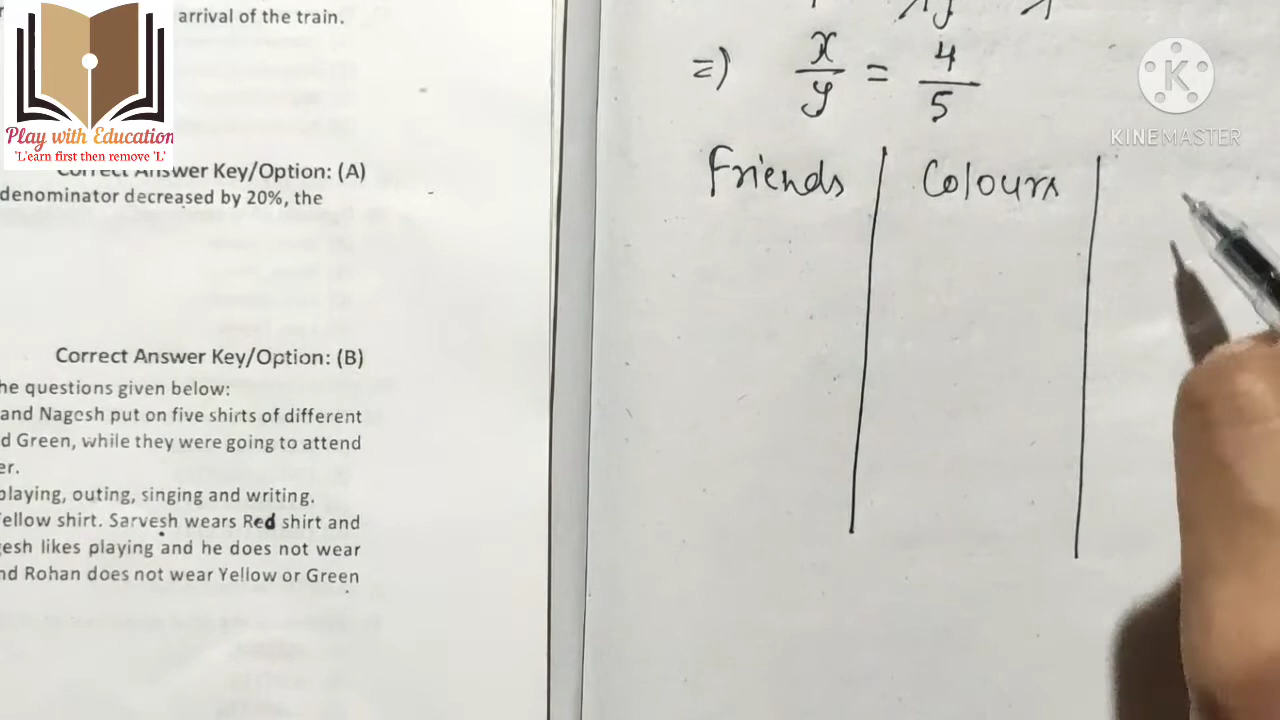 arrival of the train.
Play with Education
'L'earn first then remove 'L'
Correct Answer Key/Option: (A)
denominator decreased by 20%, the
Correct Answer Key/Option: (B)
he questions given below:
and Nagesh put on five shirts of different
d Green, while they were going to attend
er.
playing, outing, singing and writing.
ellow shirt. Sarvesh wears Red shirt and
gesh likes playing and he does not wear
nd Rohan does not wear Yellow or Green
=) x/y = 4/5
Friends Colours
K
KINEMASTER